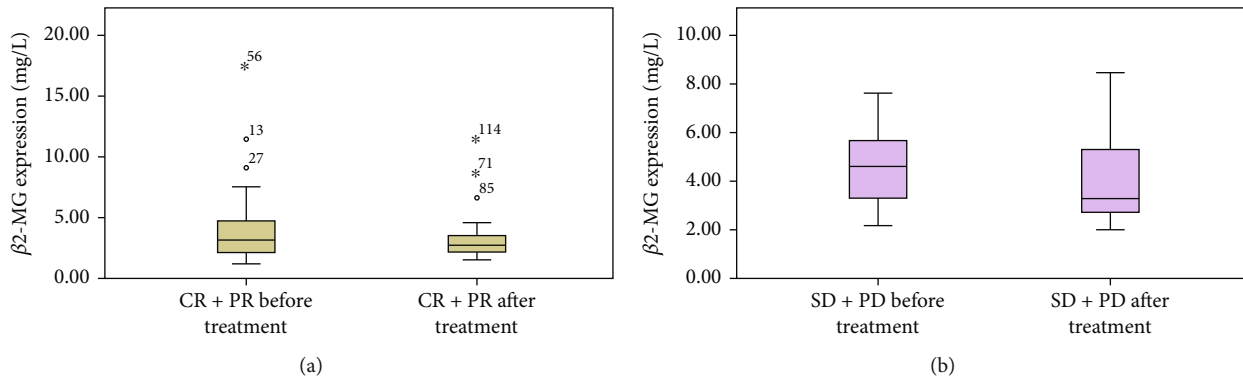 β2-MG expression (mg/L)
20.00
15.00
10.00
5.00
0.00
*56
13
27
*114
*71
85
CR + PR before
treatment
CR + PR after
treatment
(a)
β2-MG expression (mg/L)
10.00
8.00
6.00
4.00
2.00
0.00
SD + PD before
treatment
SD + PD after
treatment
(b)